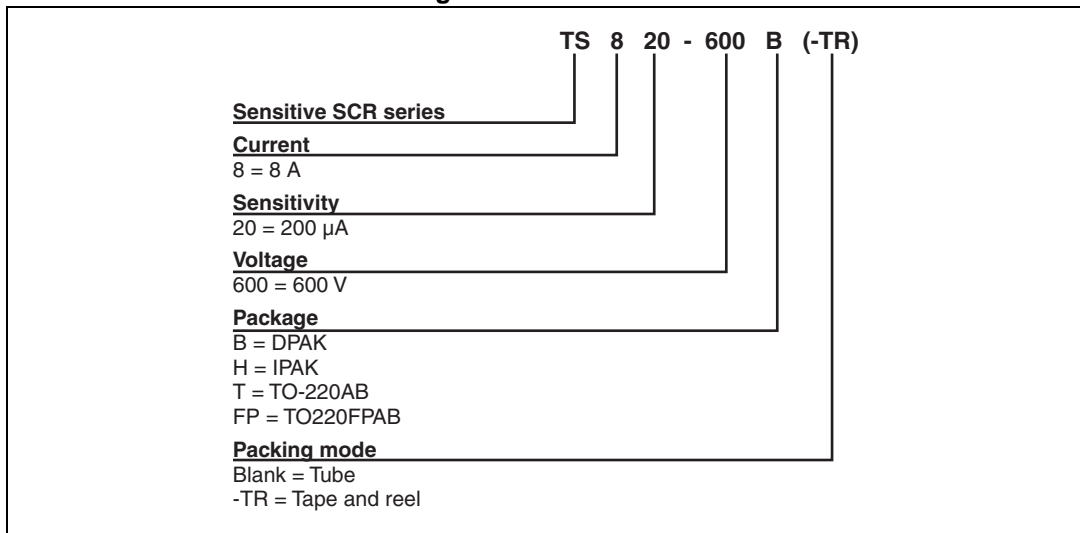 TS 8 20 - 600 B (-TR)
Sensitive SCR series
Current
8 = 8 A
Sensitivity
20 = 200 µA
Voltage
600 = 600 V
Package
B = DPAK
H = IPAK
T = TO-220AB
FP = TO220FPAB
Packing mode
Blank = Tube
-TR = Tape and reel